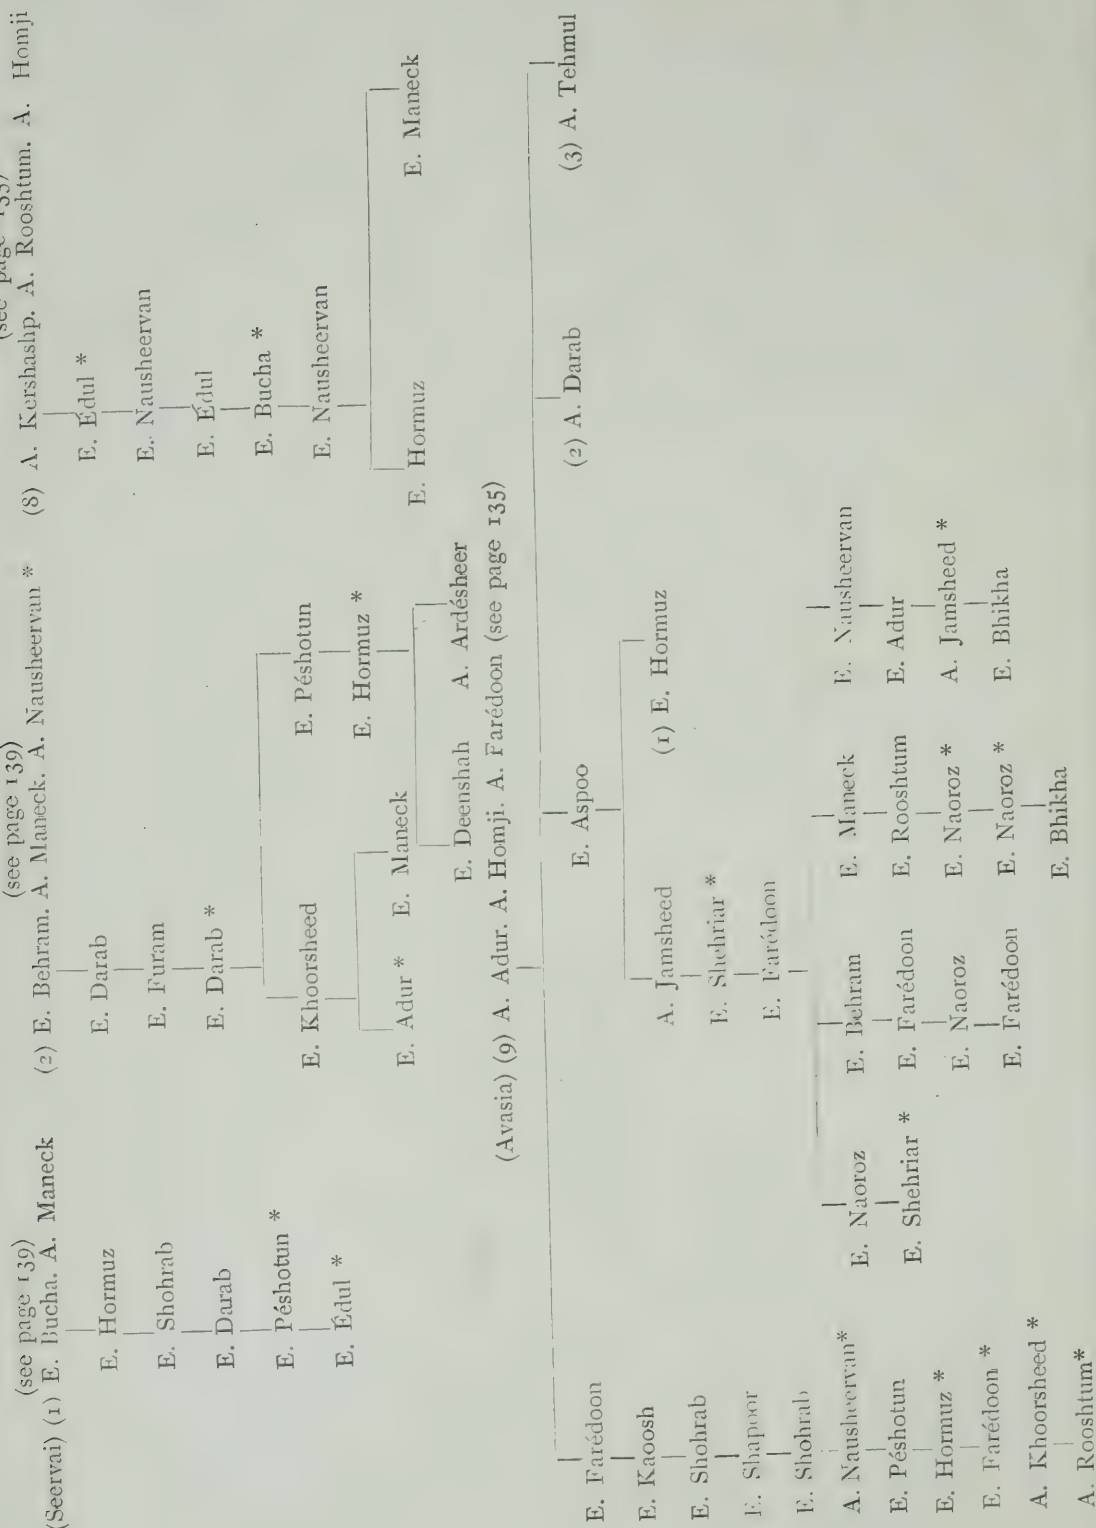 (see page 139)
(Seervai) (1) E. Bucha. A. Maneck
E. Hormuz
E. Shohrab
E. Darab
E. Péshotun *
E. Édul *
(see page 139)
(2) E. Behram. A. Maneck. A. Nausheervan *
E. Darab
E. Furam
E. Darab *
E. Khoorsheed
E. Péshotun
E. Adur *
E. Maneck
E. Hormuz *
E. Deenshah
A. Ardésheer
(see page 135)
(8) A. Kershashp. A. Rooshtum. A. Homji
E. Édul *
E. Nausheervan
E. Édul
E. Bucha *
E. Nausheervan
E. Hormuz
E. Maneck
(Avasia) (9) A. Adur. A. Homji. A. Farédoon (see page 135)
E. Farédoon
E. Aspoo
(2) A. Darab
(3) A. Tehmul
E. Kaoosh
E. Shohrab
E. Shapoor
E. Shohrab
A. Nausheervan*
E. Péshotun
E. Hormuz *
E. Farédoon *
A. Khoorsheed *
A. Rooshtum*
A. Jamsheed
(1) E. Hormuz
E. Shehriar *
E. Farédoon
E. Naoroz
E. Behram
E. Maneck
E. Nausheervan
E. Shehriar *
E. Farédoon
E. Rooshtum
E. Adur
E. Naoroz
E. Naoroz *
A. Jamsheed *
E. Farédoon
E. Naoroz *
E. Bhikha
E. Bhikha